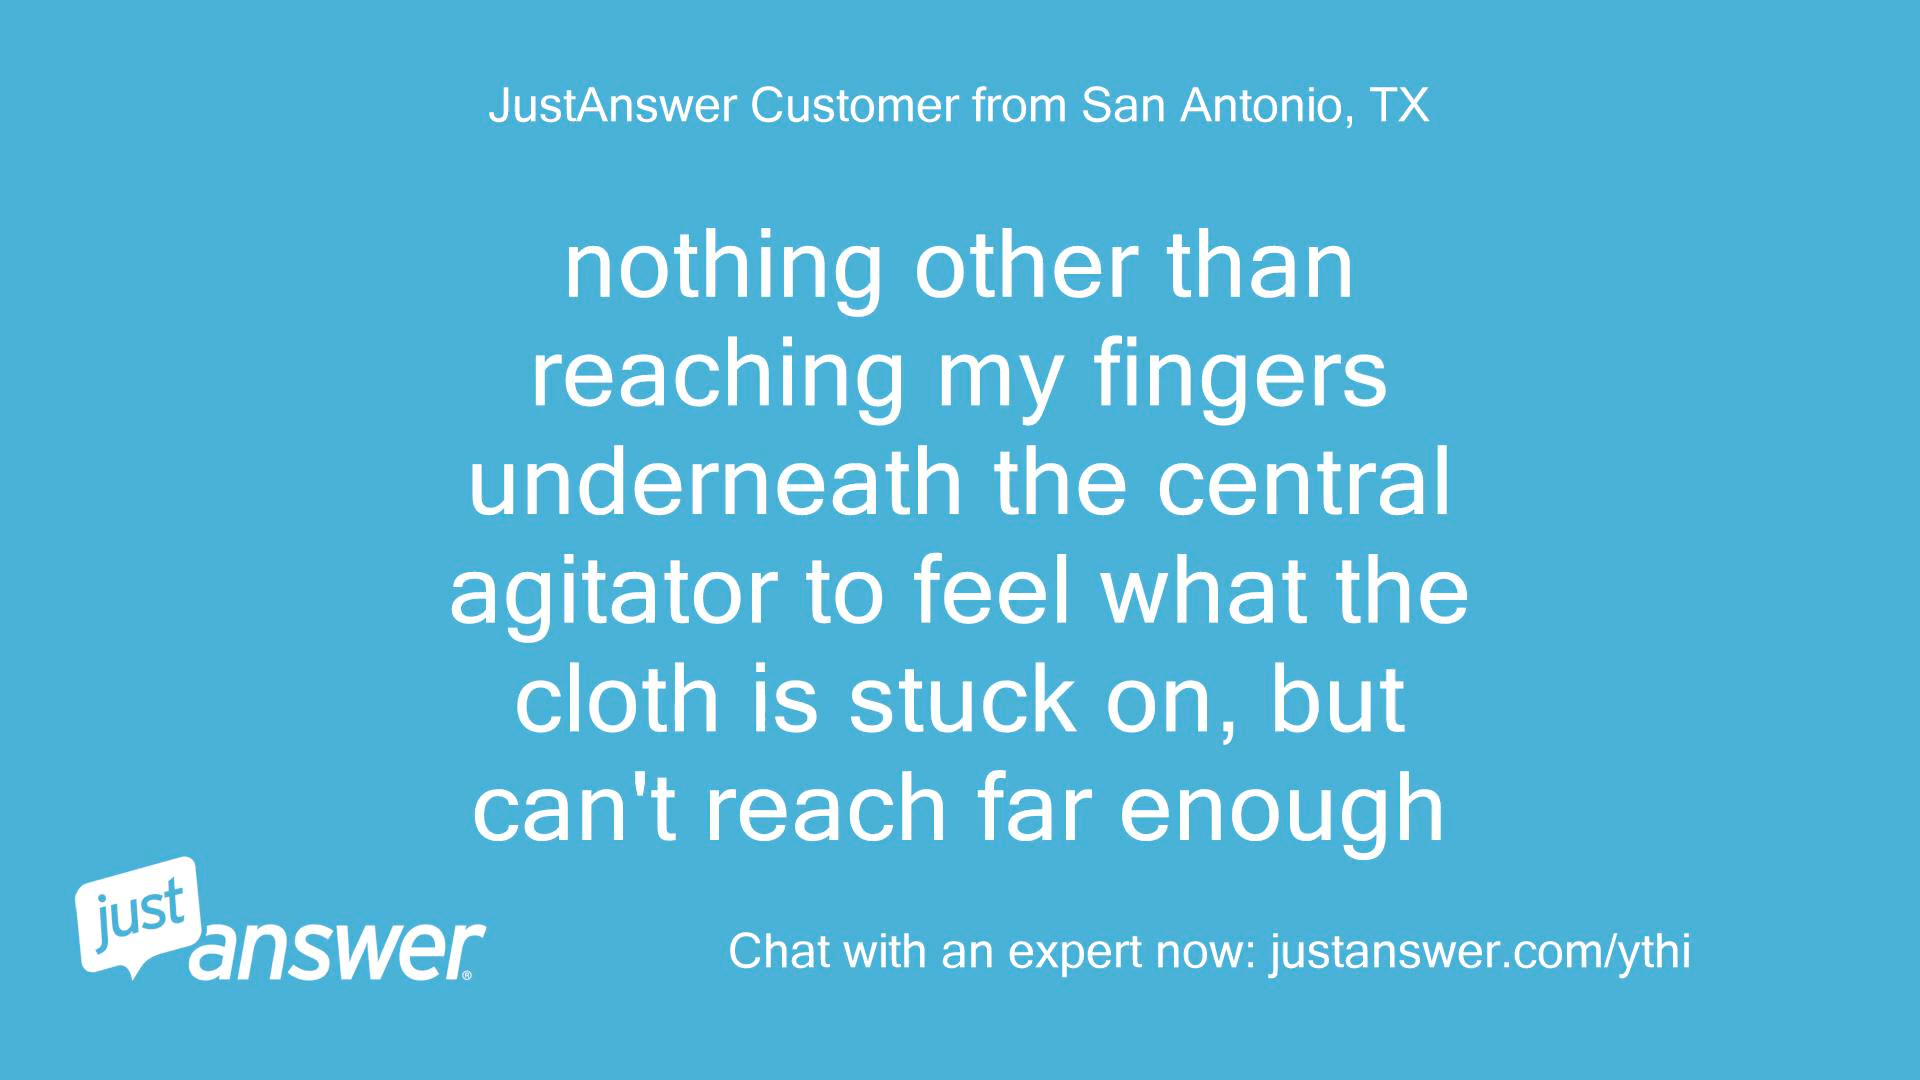 JustAnswer Customer from San Antonio, TX
nothing other than
reaching my fingers
underneath the central
agitator to feel what the
cloth is stuck on, but
can't reach far enough
just
answer®
Chat with an expert now: justanswer.com/ythi